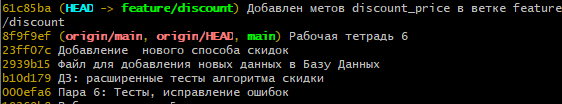 61c85ba (HEAD -> feature/discount) Добавлен метов discount_price в ветке feature
/discount
8f9f9ef (origin/main, origin/HEAD, main) Рабочая тетрадь 6
23ff07c Добавление  нового способа скидок
2939b15 Файл для добавления новых данных в Базу Данных
b10d179 ДЗ: расширенные тесты алгоритма скидки
000efa6 Пара 6: Тесты, исправление ошибок